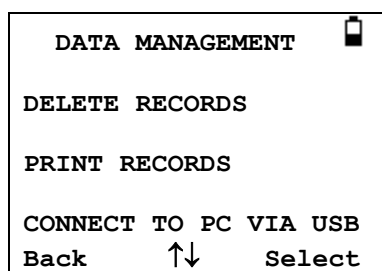 DATA MANAGEMENT
DELETE RECORDS
PRINT RECORDS
CONNECT TO PC VIA USB
Back ↑↓ Select